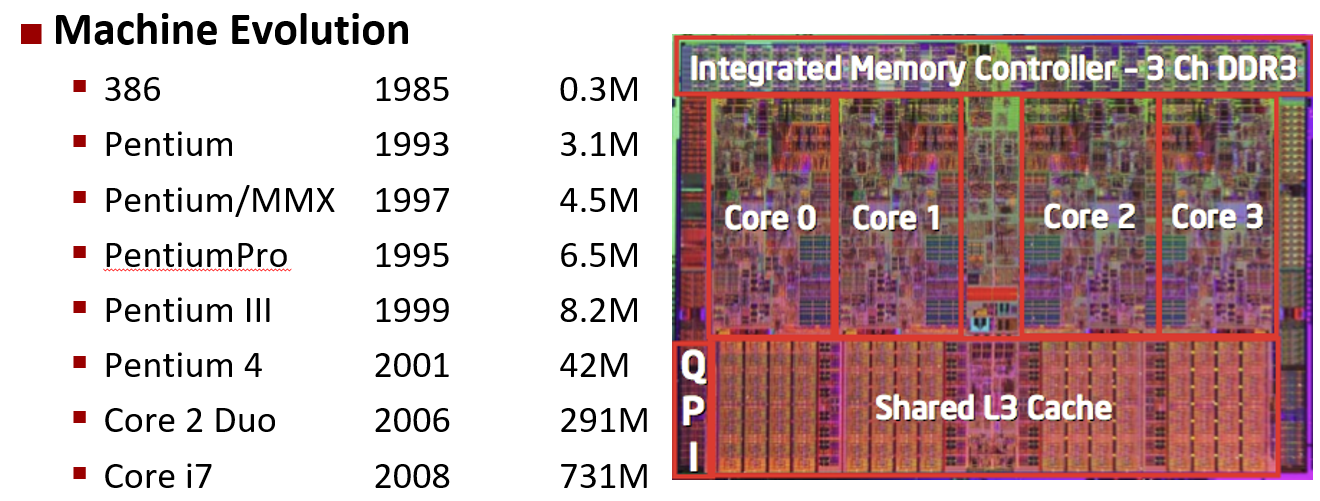 Machine Evolution
386 1985 0.3M
Pentium 1993 3.1M
Pentium/MMX 1997 4.5M
PentiumPro 1995 6.5M
Pentium III 1999 8.2M
Pentium 4 2001 42M
Core 2 Duo 2006 291M
Core i7 2008 731M
Integrated Memory Controller - 3 Ch DDR3
Core 0 Core 1 Core 2 Core 3
QPI
Shared L3 Cache